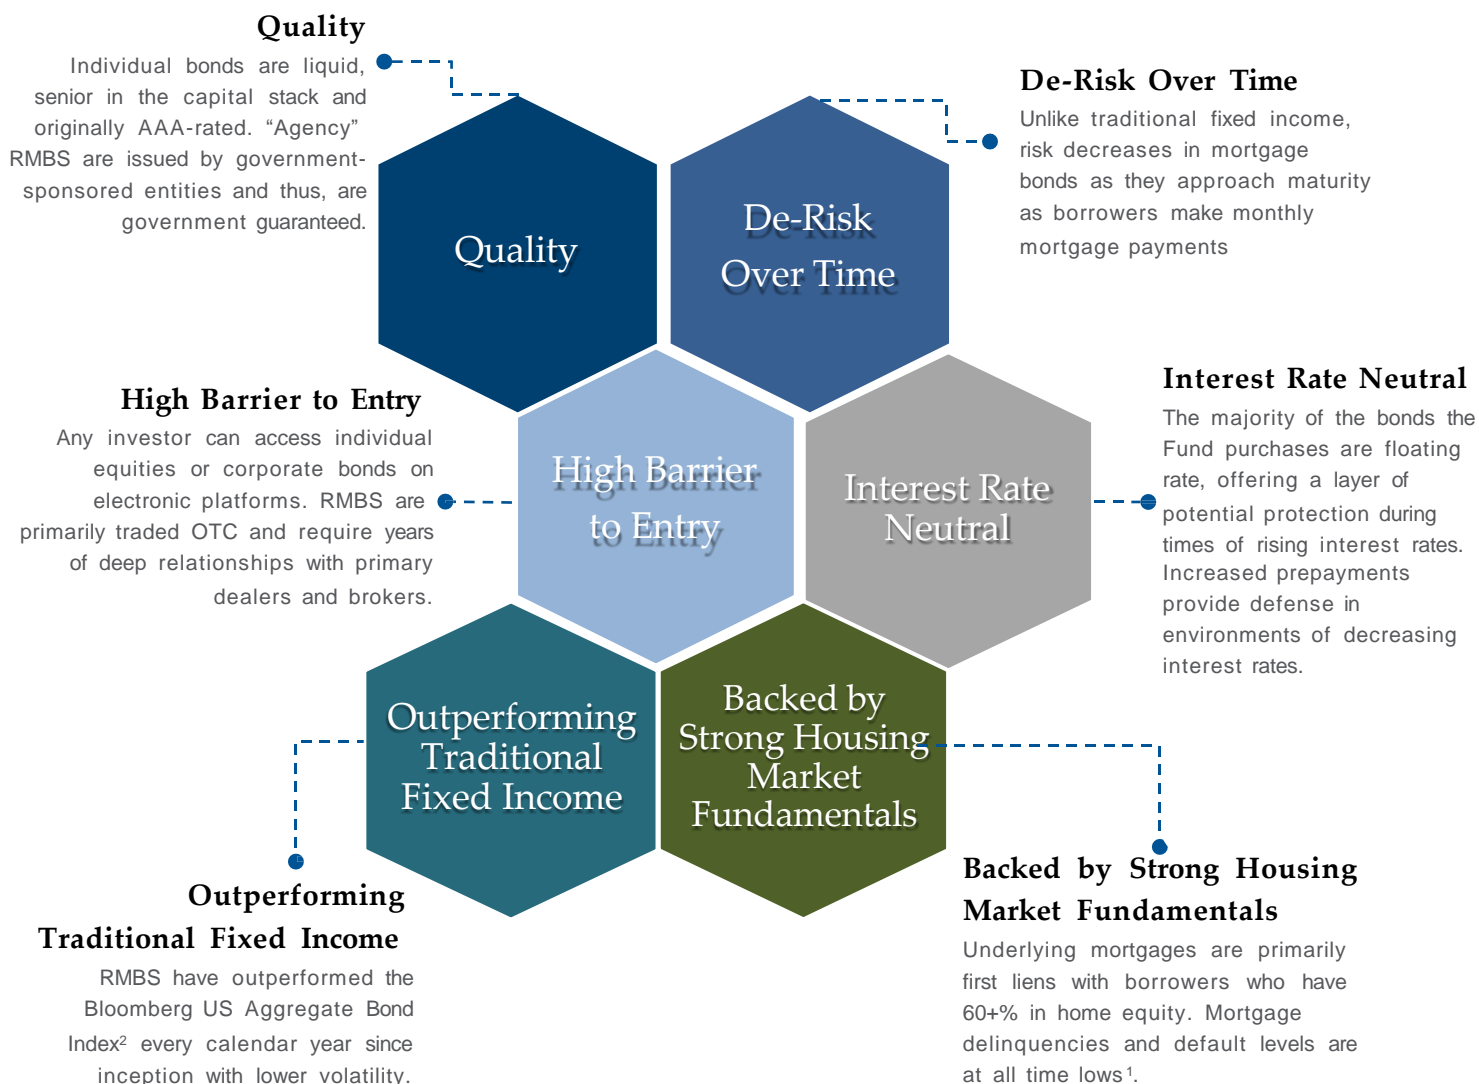 Quality
Individual bonds are liquid,
senior in the capital stack and
originally AAA-rated. “Agency”
RMBS are issued by government-
sponsored entities and thus, are
government guaranteed.
De-Risk Over Time
Unlike traditional fixed income,
risk decreases in mortgage
bonds as they approach maturity
as borrowers make monthly
mortgage payments
Quality
De-Risk
Over Time
High Barrier to Entry
Any investor can access individual
equities or corporate bonds on
electronic platforms. RMBS are
primarily traded OTC and require years
of deep relationships with primary
dealers and brokers.
High Barrier
to Entry
Interest Rate
Neutral
Interest Rate Neutral
The majority of the bonds the
Fund purchases are floating
rate, offering a layer of
potential protection during
times of rising interest rates.
Increased prepayments
provide defense in
environments of decreasing
interest rates.
Outperforming
Traditional
Fixed Income
Backed by
Strong Housing
Market
Fundamentals
Outperforming
Traditional Fixed Income
RMBS have outperformed the
Bloomberg US Aggregate Bond
Index² every calendar year since
inception with lower volatility.
Backed by Strong Housing
Market Fundamentals
Underlying mortgages are primarily
first liens with borrowers who have
60+% in home equity. Mortgage
delinquencies and default levels are
at all time lows¹.